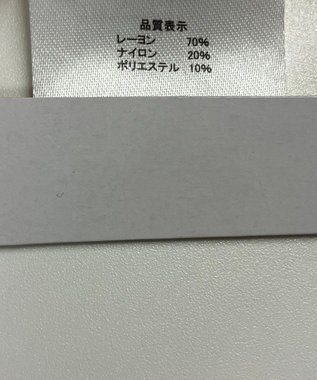 品質表示
レーヨン 70%
ナイロン 20%
ポリエステル 10%